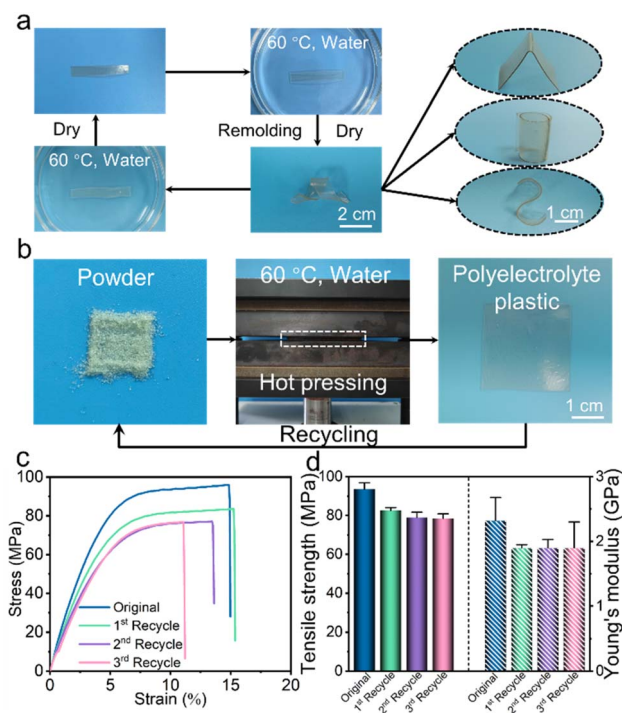 a
60 °C, Water
Dry
Remolding
Dry
60 °C, Water
2 cm
1 cm
b
Powder
60 °C, Water
Polyelectrolyte
plastic
Hot pressing
1 cm
Recycling
c
Stress (MPa)
100
80
60
40
20
0
Original
1st Recycle
2nd Recycle
3rd Recycle
0
5
10
15
20
Strain (%)
d
Tensile strength (MPa)
100
80
60
40
20
0
3
2
1
0
Young's modulus (GPa)
Original
1st Recycle
2nd Recycle
3rd Recycle
Original
1st Recycle
2nd Recycle
3rd Recycle